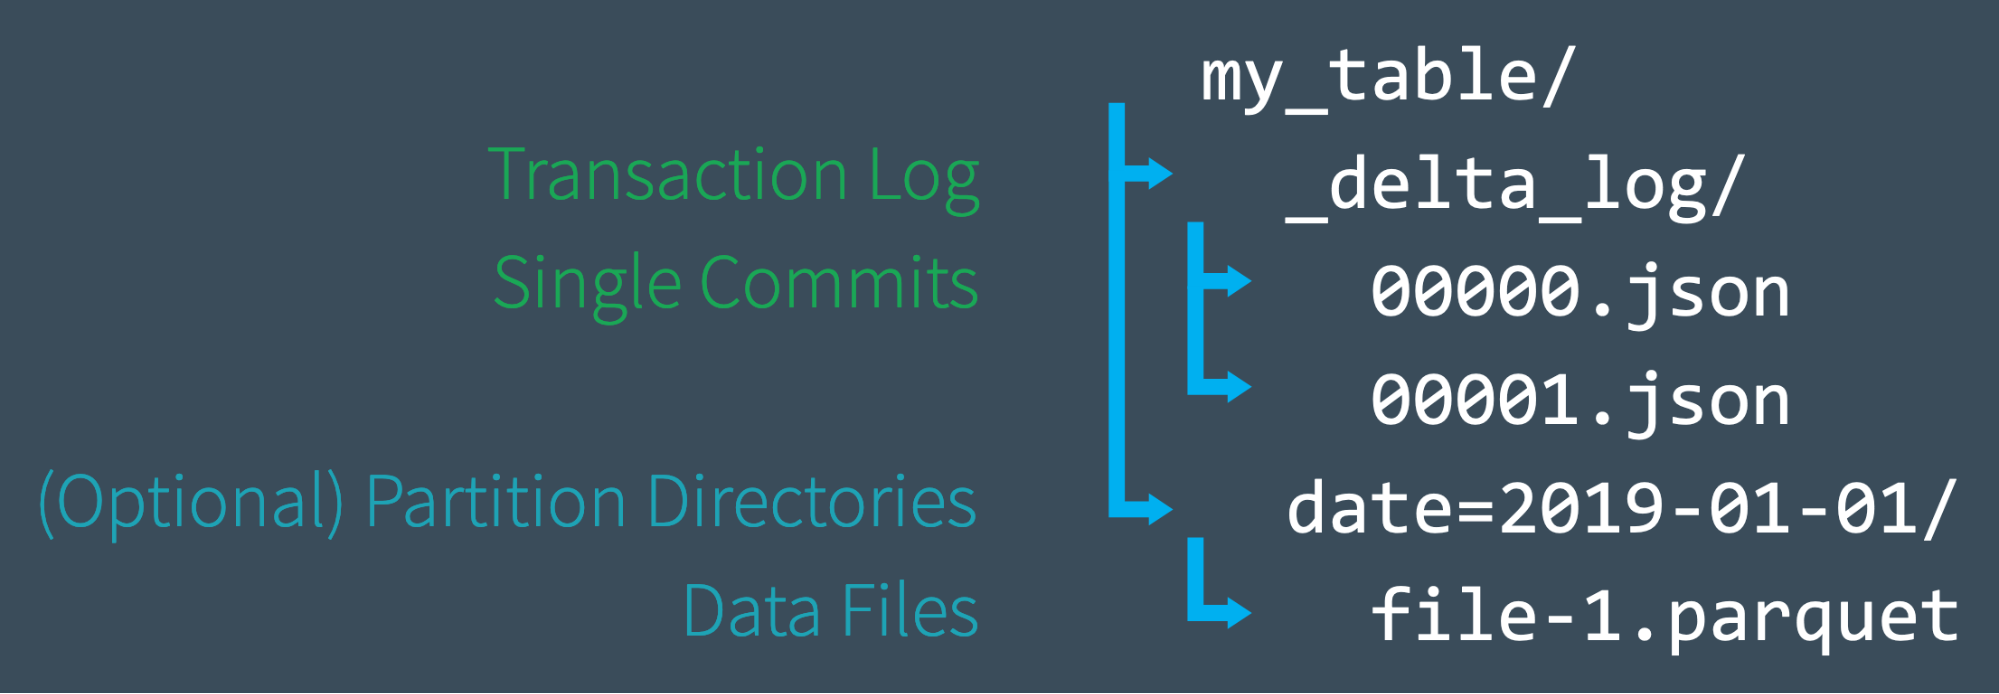 my_table/
Transaction Log _delta_log/
Single Commits 00000.json
00001.json
(Optional) Partition Directories date=2019-01-01/
Data Files file-1.parquet